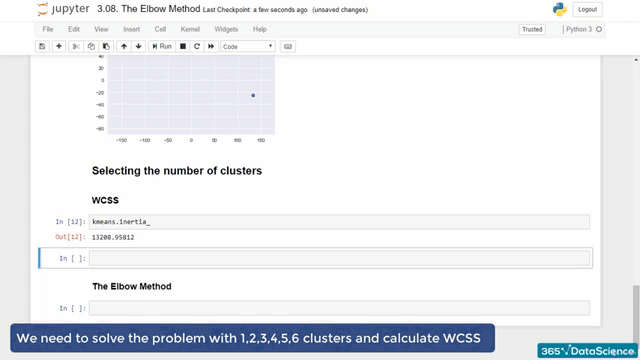 jupyter 3.08. The Elbow Method Last Checkpoint: a few seconds ago (unsaved changes)
Logout
File Edit View Insert Cell Kernel Widgets Help
Trusted Python 3
Run Code
40
20
0
-20
-40
-60
-80
-150 -100 -50 0 50 100 150
Selecting the number of clusters
WCSS
In [12]: kmeans.inertia_
Out[12]: 13208.95812
In [ ]:
The Elbow Method
In [ ]:
We need to solve the problem with 1,2,3,4,5,6 clusters and calculate WCSS
365 DataScience